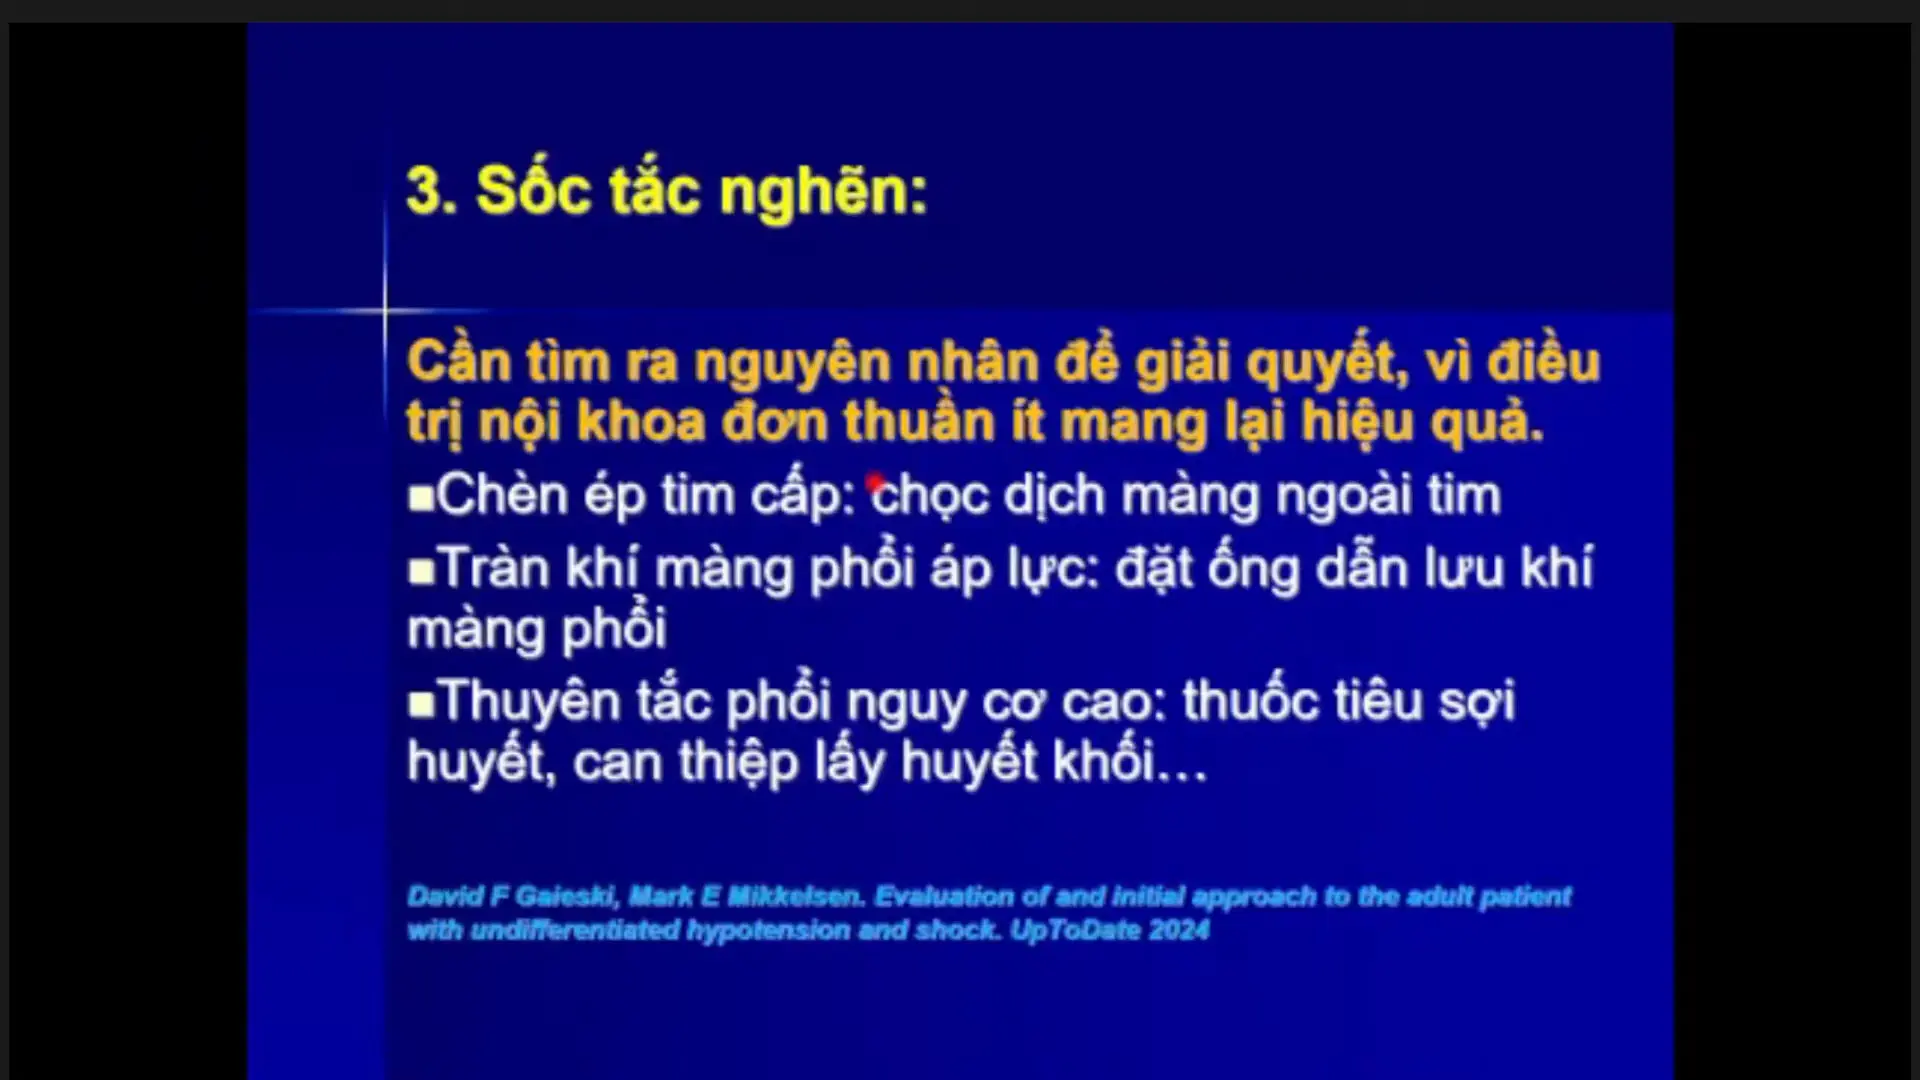 3. Sốc tắc nghẽn:
Cần tìm ra nguyên nhân để giải quyết, vì điều
trị nội khoa đơn thuần ít mang lại hiệu quả.
■Chèn ép tim cấp: chọc dịch màng ngoài tim
■Tràn khí màng phổi áp lực: đặt ống dẫn lưu khí
màng phổi
■Thuyên tắc phổi nguy cơ cao: thuốc tiêu sợi
huyết, can thiệp lấy huyết khối...
David F Gaieski, Mark E Mikkelsen. Evaluation of and initial approach to the adult patient
with undifferentiated hypotension and shock. UpToDate 2024